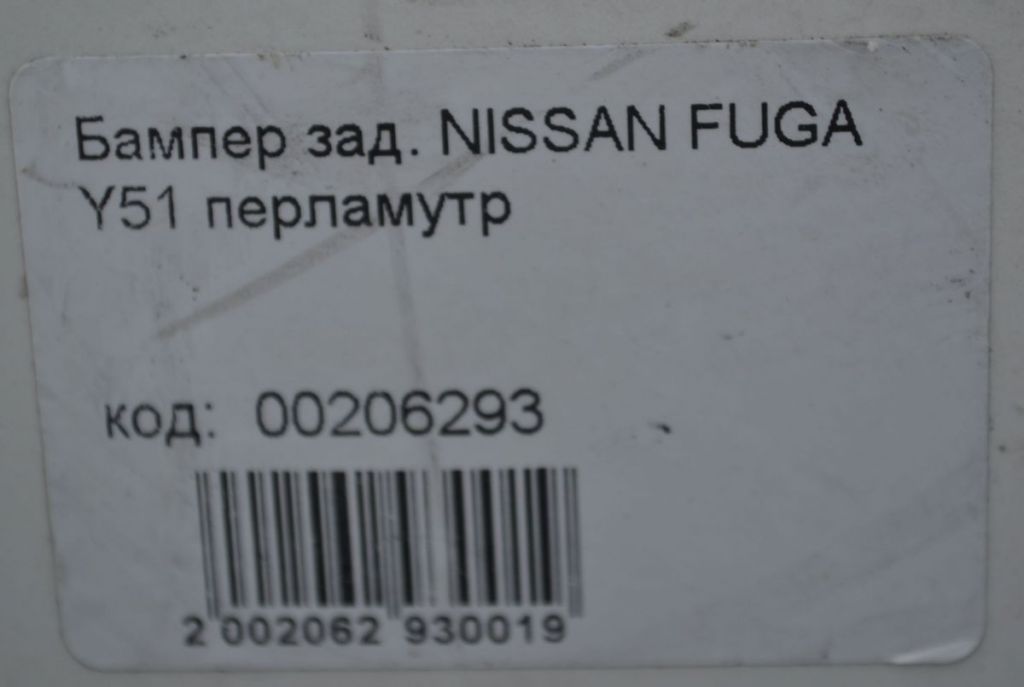 Бампер зад. NISSAN FUGA
Y51 перламутр
код: 00206293
2 002062 930019